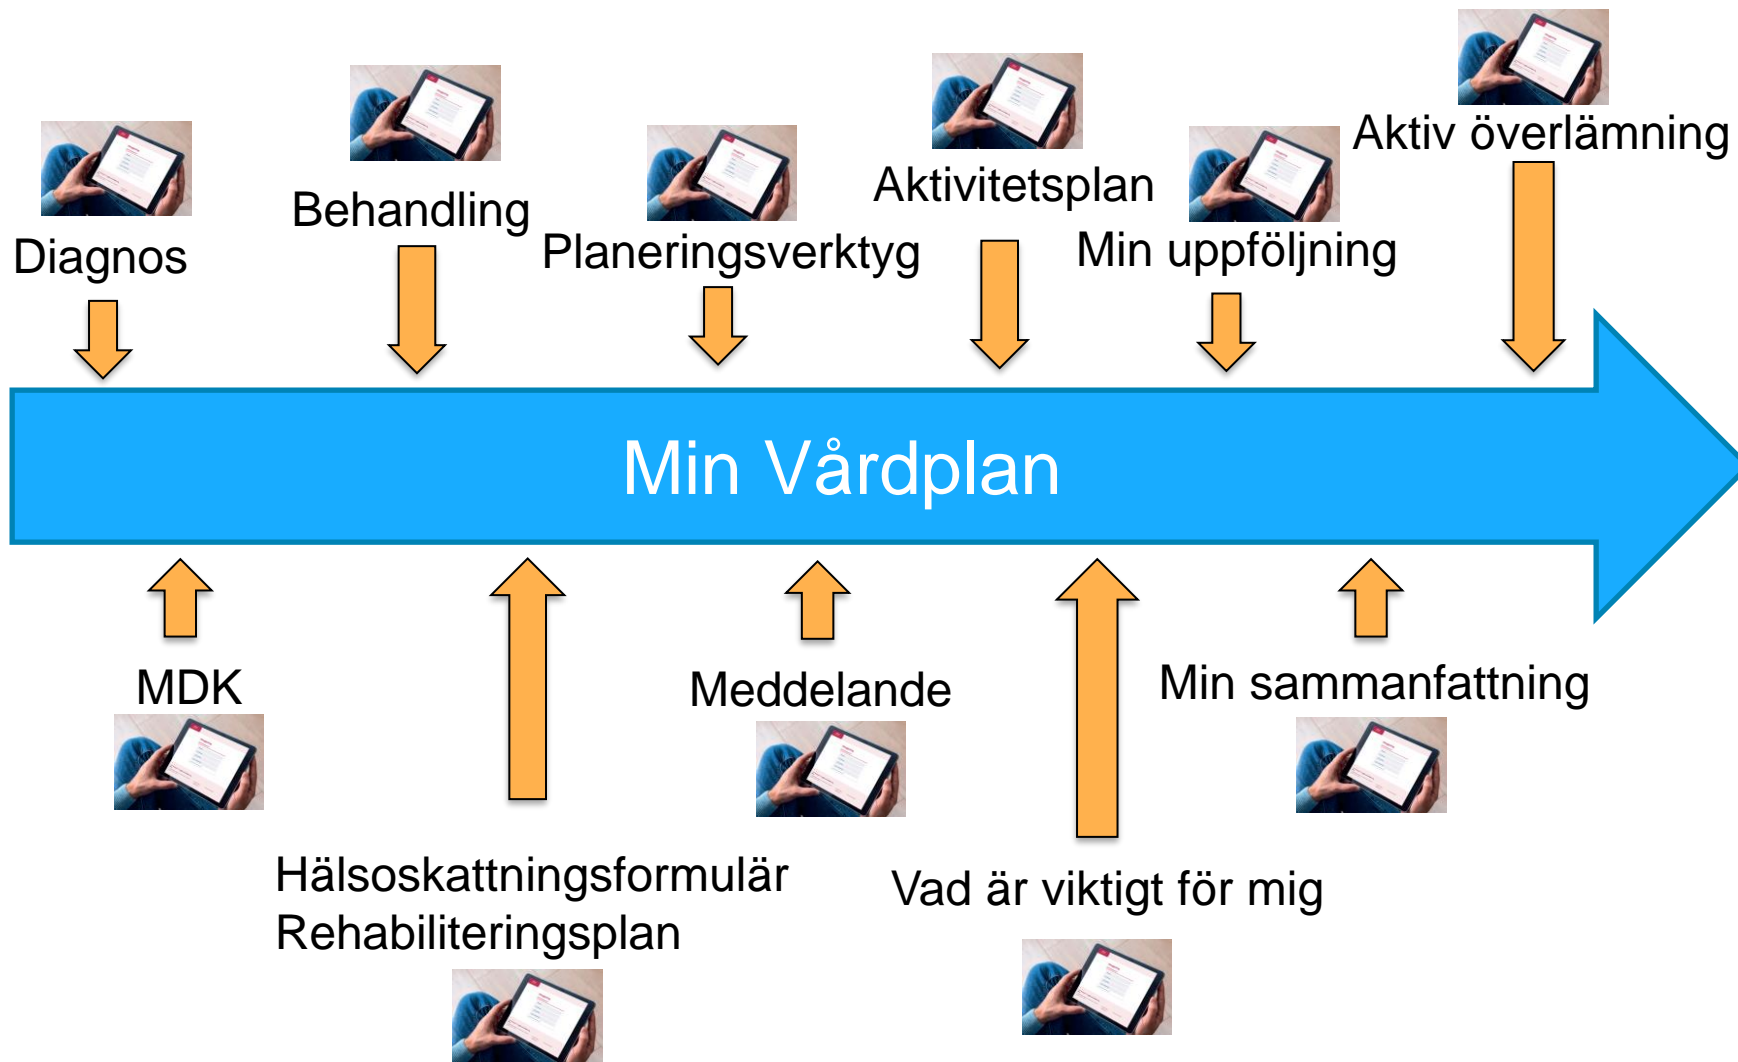 Aktiv överlämning
Aktivitetsplan
Behandling
Planeringsverktyg
Min uppföljning
Diagnos
Min Vårdplan
MDK
Meddelande
Min sammanfattning
Hälsoskattningsformulär
Rehabiliteringsplan
Vad är viktigt för mig